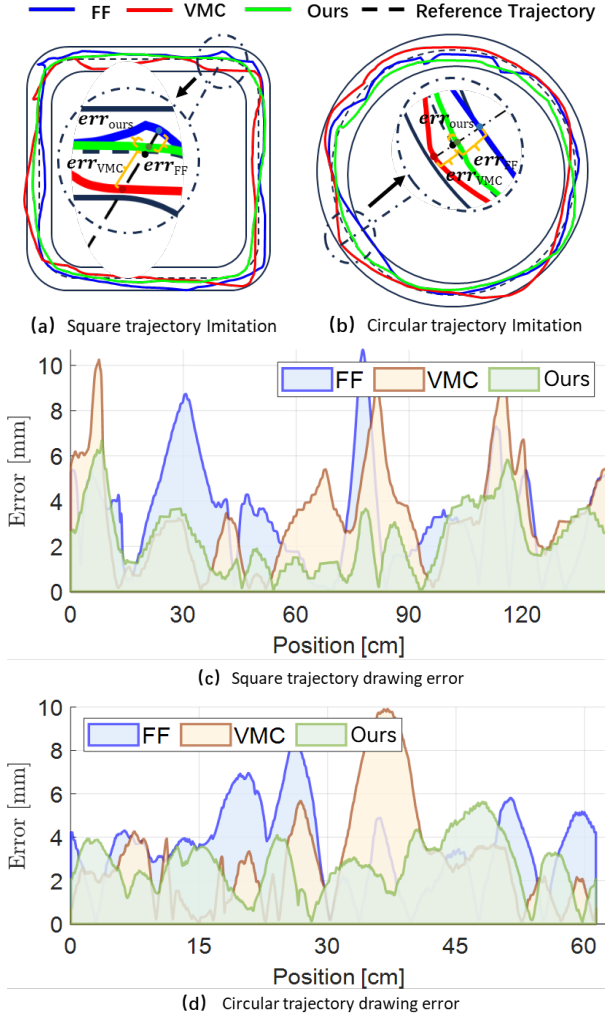 FF VMC Ours Reference Trajectory
err_ours
err_VMC
err_FF
err_ours
err_FF
err_VMC
(a) Square trajectory Imitation
(b) Circular trajectory Imitation
10
8
6
4
2
0
Error [mm]
FF VMC Ours
0 30 60 90 120
Position [cm]
(c) Square trajectory drawing error
10
8
6
4
2
0
Error [mm]
FF VMC Ours
0 15 30 45 60
Position [cm]
(d) Circular trajectory drawing error